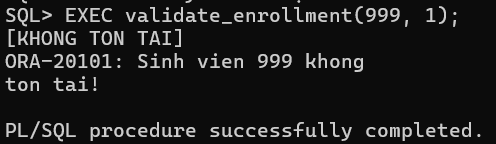 SQL> EXEC validate_enrollment(999, 1);
[KHONG TON TAI]
ORA-20101: Sinh vien 999 khong
ton tai!
PL/SQL procedure successfully completed.